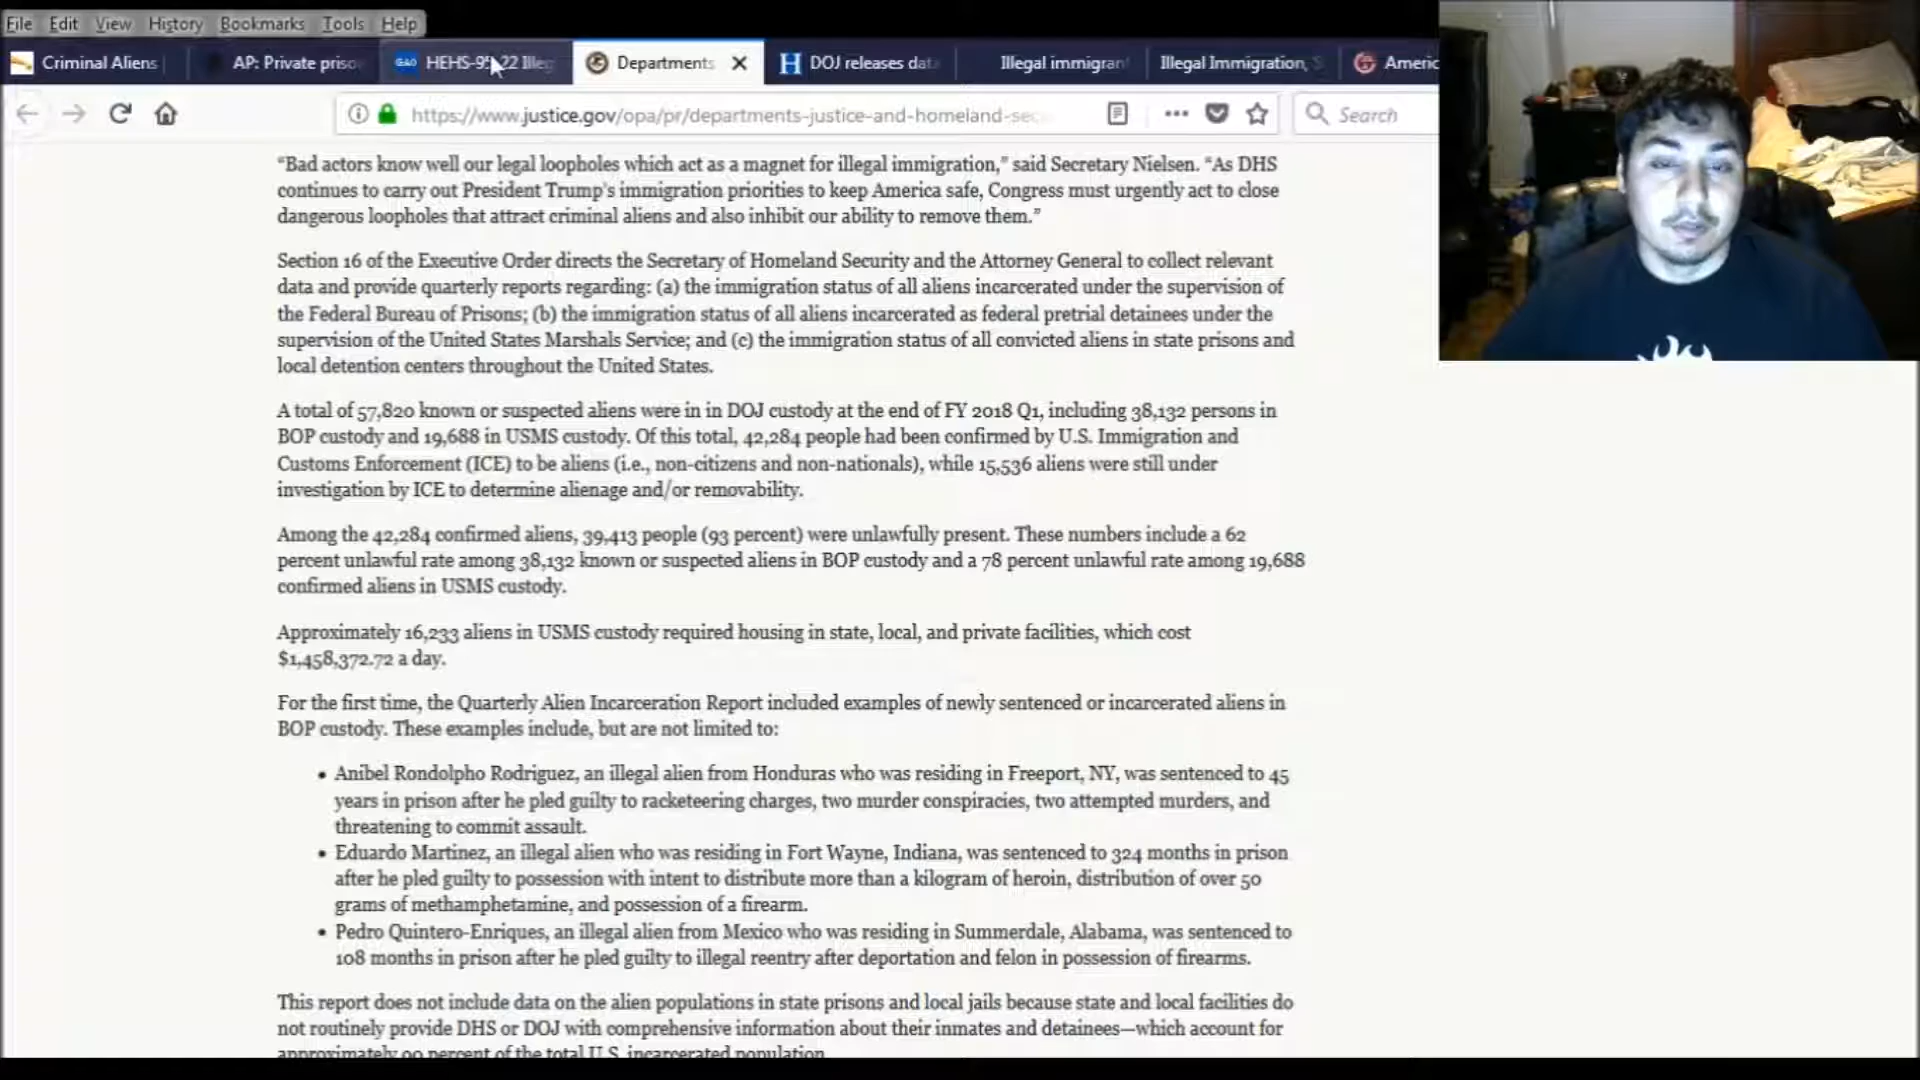 File Edit View History Bookmarks Tools Help
Criminal Aliens AP: Private priso GAO HEHS-95-22 Illeg Departments H DOJ releases dat Illegal immigran Illegal Immigration, Americ
https://www.justice.gov/opa/pr/departments-justice-and-homeland-sec Search
“Bad actors know well our legal loopholes which act as a magnet for illegal immigration,” said Secretary Nielsen. “As DHS
continues to carry out President Trump’s immigration priorities to keep America safe, Congress must urgently act to close
dangerous loopholes that attract criminal aliens and also inhibit our ability to remove them.”
Section 16 of the Executive Order directs the Secretary of Homeland Security and the Attorney General to collect relevant
data and provide quarterly reports regarding: (a) the immigration status of all aliens incarcerated under the supervision of
the Federal Bureau of Prisons; (b) the immigration status of all aliens incarcerated as federal pretrial detainees under the
supervision of the United States Marshals Service; and (c) the immigration status of all convicted aliens in state prisons and
local detention centers throughout the United States.
A total of 57,820 known or suspected aliens were in in DOJ custody at the end of FY 2018 Q1, including 38,132 persons in
BOP custody and 19,688 in USMS custody. Of this total, 42,284 people had been confirmed by U.S. Immigration and
Customs Enforcement (ICE) to be aliens (i.e., non-citizens and non-nationals), while 15,536 aliens were still under
investigation by ICE to determine alienage and/or removability.
Among the 42,284 confirmed aliens, 39,413 people (93 percent) were unlawfully present. These numbers include a 62
percent unlawful rate among 38,132 known or suspected aliens in BOP custody and a 78 percent unlawful rate among 19,688
confirmed aliens in USMS custody.
Approximately 16,233 aliens in USMS custody required housing in state, local, and private facilities, which cost
$1,458,372.72 a day.
For the first time, the Quarterly Alien Incarceration Report included examples of newly sentenced or incarcerated aliens in
BOP custody. These examples include, but are not limited to:
• Anibel Rondolpho Rodriguez, an illegal alien from Honduras who was residing in Freeport, NY, was sentenced to 45
years in prison after he pled guilty to racketeering charges, two murder conspiracies, two attempted murders, and
threatening to commit assault.
• Eduardo Martinez, an illegal alien who was residing in Fort Wayne, Indiana, was sentenced to 324 months in prison
after he pled guilty to possession with intent to distribute more than a kilogram of heroin, distribution of over 50
grams of methamphetamine, and possession of a firearm.
• Pedro Quintero-Enriques, an illegal alien from Mexico who was residing in Summerdale, Alabama, was sentenced to
108 months in prison after he pled guilty to illegal reentry after deportation and felon in possession of firearms.
This report does not include data on the alien populations in state prisons and local jails because state and local facilities do
not routinely provide DHS or DOJ with comprehensive information about their inmates and detainees—which account for
approximately 90 percent of the total U.S. incarcerated population.